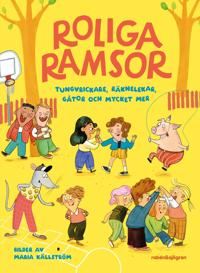 ROLIGA
RAMSOR
TUNGVRICKARE, RÄKNELEKAR,
GÅTOR OCH MYCKET MER
BILDER AV
MARIA KÄLLSTRÖM
rabén&sjögren